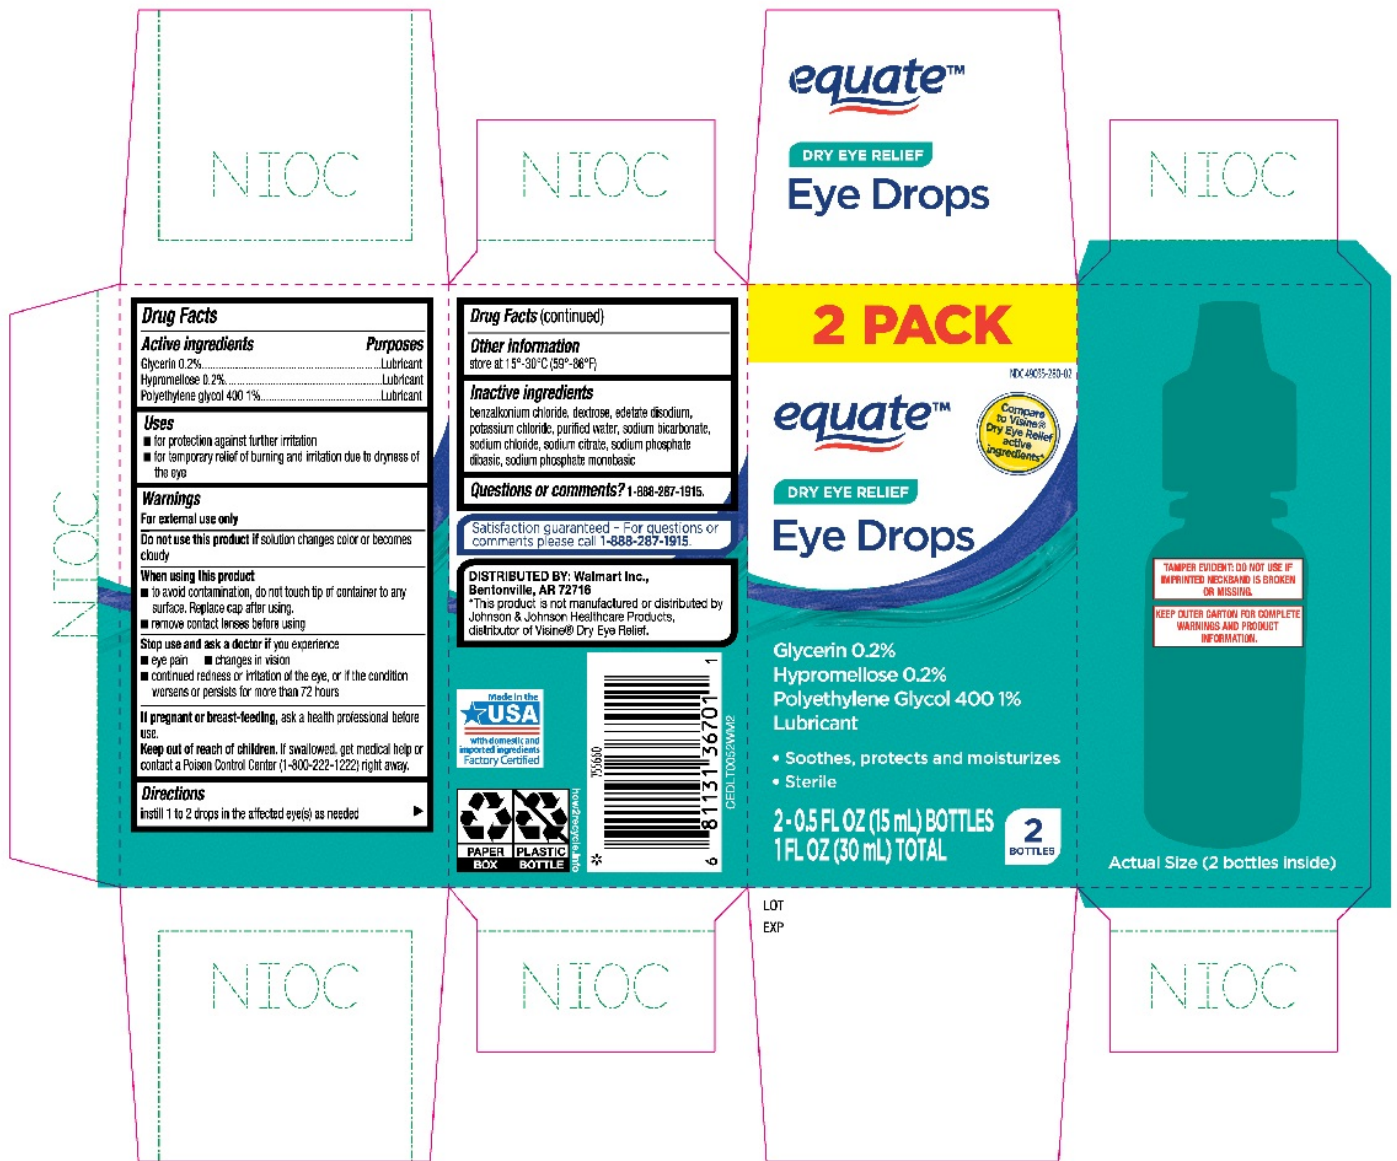 NIOC
NIOC
equate™
DRY EYE RELIEF
Eye Drops
NIOC
NIOC
Drug Facts
Active ingredients Purposes
Glycerin 0.2%......Lubricant
Hypromellose 0.2%......Lubricant
Polyethylene glycol 400 1%......Lubricant
Uses
■ for protection against further irritation
■ for temporary relief of burning and irritation due to dryness of
the eye
Warnings
For external use only
Do not use this product if solution changes color or becomes
cloudy
When using this product
■ to avoid contamination, do not touch tip of container to any
surface. Replace cap after using.
■ remove contact lenses before using
Stop use and ask a doctor if you experience
■ eye pain ■ changes in vision
■ continued redness or irritation of the eye, or if the condition
worsens or persists for more than 72 hours
If pregnant or breast-feeding, ask a health professional before
use.
Keep out of reach of children. If swallowed, get medical help or
contact a Poison Control Center (1-800-222-1222) right away.
Directions
instill 1 to 2 drops in the affected eye(s) as needed
Drug Facts (continued)
Other information
store at 15°-30°C (59°-86°F)
Inactive ingredients
benzalkonium chloride, dextrose, edetate disodium,
potassium chloride, purified water, sodium bicarbonate,
sodium chloride, sodium citrate, sodium phosphate
dibasic, sodium phosphate monobasic
Questions or comments? 1-888-287-1915.
Satisfaction guaranteed – For questions or
comments please call 1-888-287-1915.
DISTRIBUTED BY: Walmart Inc.,
Bentonville, AR 72716
*This product is not manufactured or distributed by
Johnson & Johnson Healthcare Products,
distributor of Visine® Dry Eye Relief.
Made in the
USA
with domestic and
imported ingredients
Factory Certified
PAPER
BOX
PLASTIC
BOTTLE
how2recycle.info
755660
*
6 81131 36701 1
CEDLT0052WM2
2 PACK
NDC 49035-280-02
equate™
Compare
to Visine®
Dry Eye Relief
active
ingredients*
DRY EYE RELIEF
Eye Drops
Glycerin 0.2%
Hypromellose 0.2%
Polyethylene Glycol 400 1%
Lubricant
• Soothes, protects and moisturizes
• Sterile
2 - 0.5 FL OZ (15 mL) BOTTLES
1 FL OZ (30 mL) TOTAL
2
BOTTLES
TAMPER EVIDENT: DO NOT USE IF
IMPRINTED NECKBAND IS BROKEN
OR MISSING.
KEEP OUTER CARTON FOR COMPLETE
WARNINGS AND PRODUCT
INFORMATION.
Actual Size (2 bottles inside)
LOT
EXP
NIOC
NIOC
NIOC